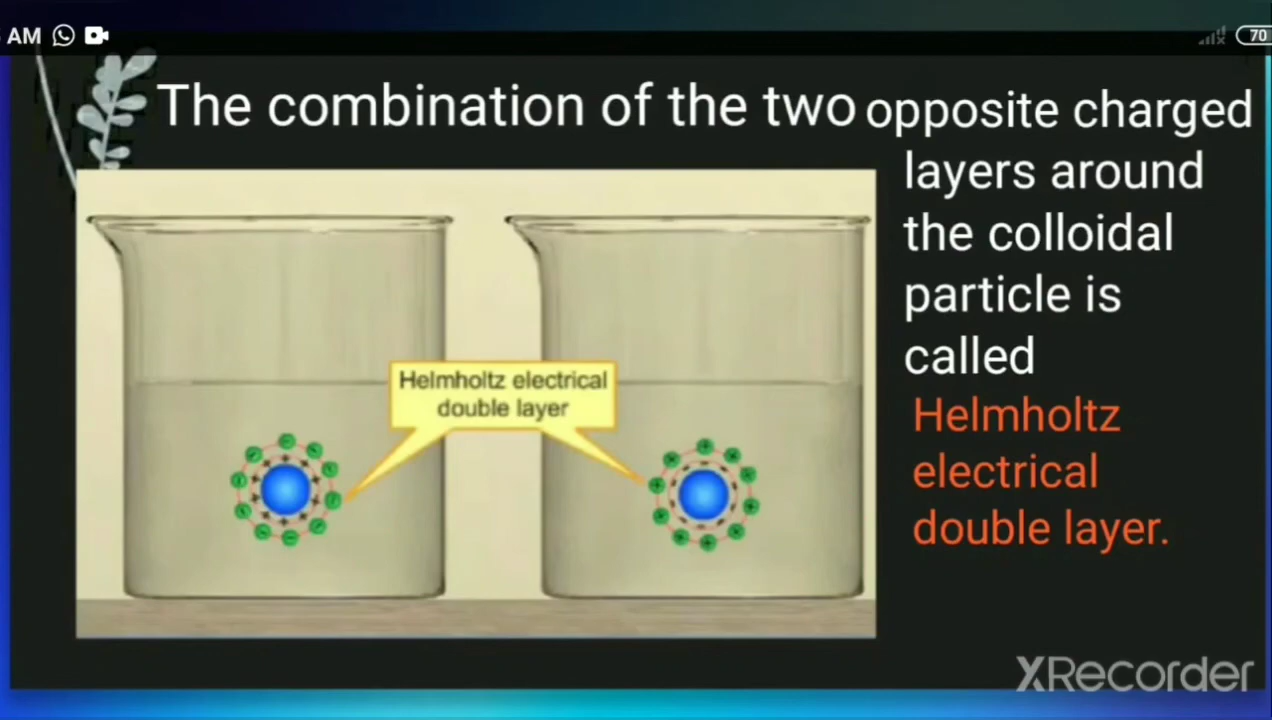 AM
70
The combination of the two opposite charged
layers around
the colloidal
particle is
called
Helmholtz
electrical
double layer.
Helmholtz electrical
double layer
XRecorder